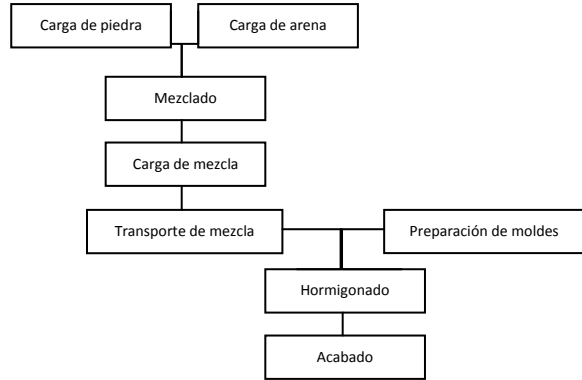 Carga de piedra
Carga de arena
Mezclado
Carga de mezcla
Transporte de mezcla
Preparación de moldes
Hormigonado
Acabado